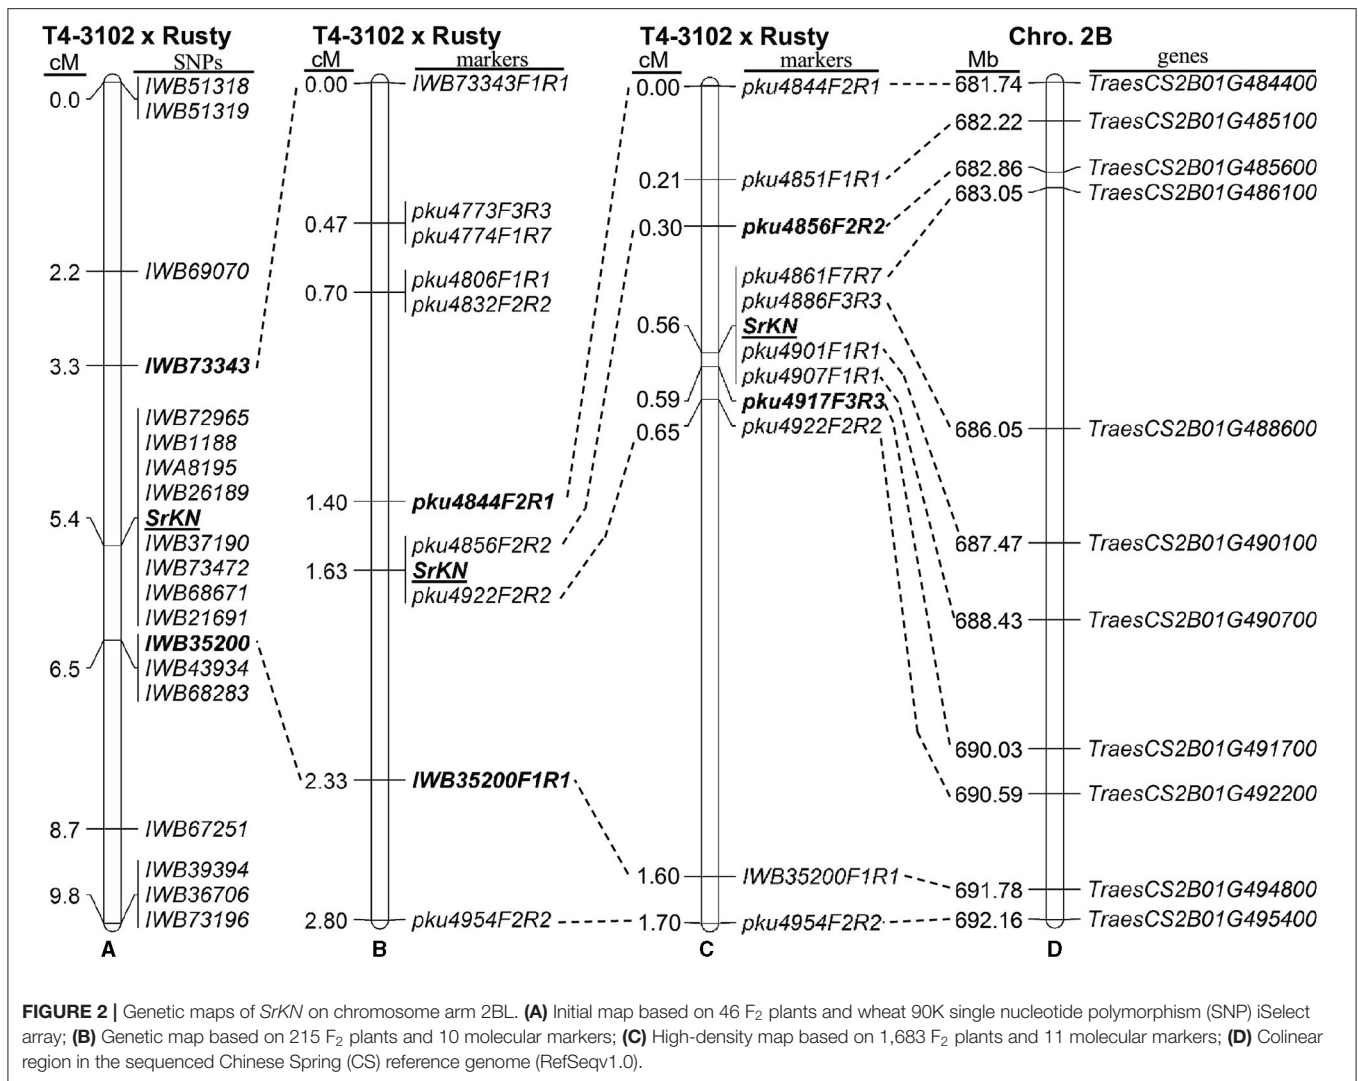 T4-3102 x Rusty
cM
SNPs
0.0
IWB51318
IWB51319
2.2
IWB69070
3.3
IWB73343
IWB72965
IWB1188
IWA8195
IWB26189
5.4
SrKN
IWB37190
IWB73472
IWB68671
IWB21691
IWB35200
6.5
IWB43934
IWB68283
8.7
IWB67251
IWB39394
9.8
IWB36706
IWB73196
A
T4-3102 x Rusty
cM
markers
0.00
IWB73343F1R1
0.47
pku4773F3R3
pku4774F1R7
0.70
pku4806F1R1
pku4832F2R2
1.40
pku4844F2R1
pku4856F2R2
1.63
SrKN
pku4922F2R2
2.33
IWB35200F1R1
2.80
pku4954F2R2
B
T4-3102 x Rusty
cM
markers
0.00
pku4844F2R1
0.21
pku4851F1R1
0.30
pku4856F2R2
pku4861F7R7
pku4886F3R3
0.56
SrKN
pku4901F1R1
pku4907F1R1
0.59
pku4917F3R3
0.65
pku4922F2R2
1.60
IWB35200F1R1
1.70
pku4954F2R2
C
Chro. 2B
Mb
genes
681.74
TraesCS2B01G484400
682.22
TraesCS2B01G485100
682.86
TraesCS2B01G485600
683.05
TraesCS2B01G486100
686.05
TraesCS2B01G488600
687.47
TraesCS2B01G490100
688.43
TraesCS2B01G490700
690.03
TraesCS2B01G491700
690.59
TraesCS2B01G492200
691.78
TraesCS2B01G494800
692.16
TraesCS2B01G495400
D
FIGURE 2 | Genetic maps of SrKN on chromosome arm 2BL. (A) Initial map based on 46 F2 plants and wheat 90K single nucleotide polymorphism (SNP) iSelect
array; (B) Genetic map based on 215 F2 plants and 10 molecular markers; (C) High-density map based on 1,683 F2 plants and 11 molecular markers; (D) Colinear
region in the sequenced Chinese Spring (CS) reference genome (RefSeqv1.0).